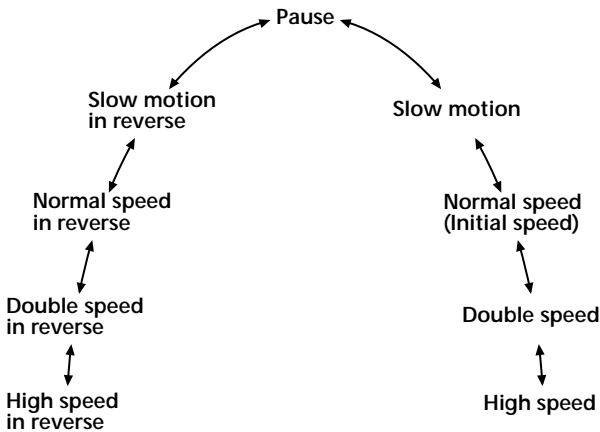 Pause
Slow motion
in reverse
Slow motion
Normal speed
in reverse
Normal speed
(Initial speed)
Double speed
in reverse
Double speed
High speed
in reverse
High speed